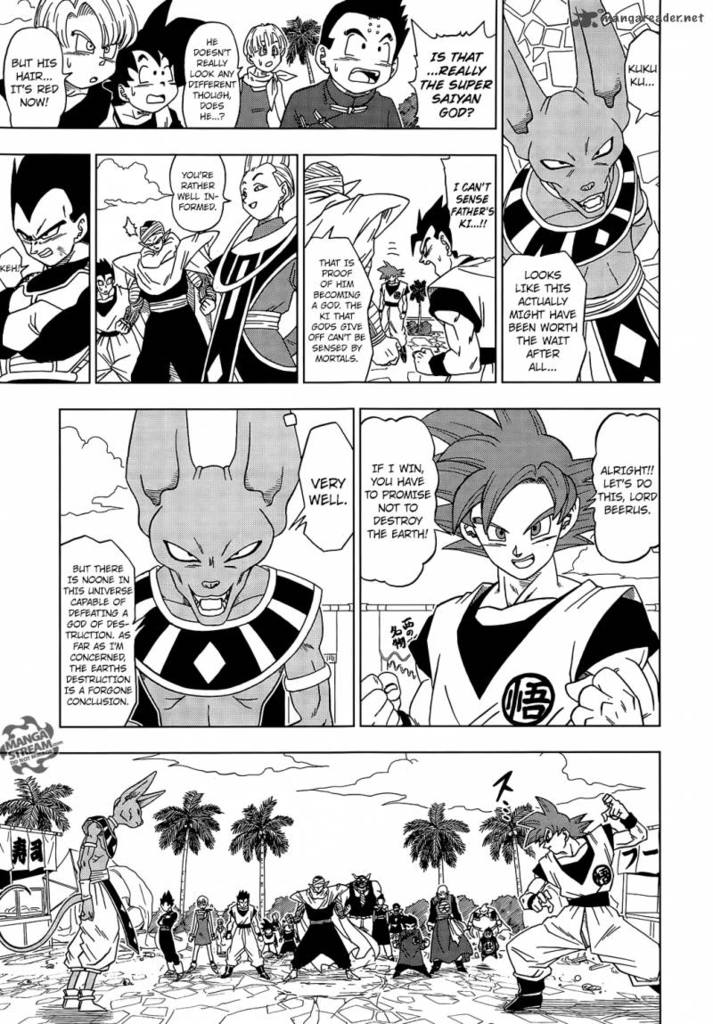 mangareader.net
KUKU
KU...
LOOKS
LIKE THIS
ACTUALLY
MIGHT HAVE
BEEN WORTH
THE WAIT
AFTER
ALL...
IS THAT
...REALLY
THE SUPER
SAIYAN
GOD?
HE
DOESN'T
REALLY
LOOK ANY
DIFFERENT
THOUGH,
DOES
HE...?
BUT HIS
HAIR...
IT'S RED
NOW!
I CAN'T
SENSE
FATHER'S
KI...!!
THAT IS
PROOF
OF HIM
BECOMING
A GOD. THE
KI THAT
GODS GIVE
OFF CAN'T BE
SENSED BY
MORTALS.
YOU'RE
RATHER
WELL IN-
FORMED.
KEH!
ALRIGHT!!
LET'S DO
THIS, LORD
BEERUS.
IF I WIN,
YOU HAVE
TO PROMISE
NOT TO
DESTROY
THE EARTH!
悟
VERY
WELL.
BUT THERE
IS NOONE IN
THIS UNIVERSE
CAPABLE OF
DEFEATING A
GOD OF DES-
TRUCTION. AS
FAR AS I'M
CONCERNED,
THE EARTHS
DESTRUCTION
IS A FORGONE
CONCLUSION.
MANGA
STREAM
DO NOT
寿司